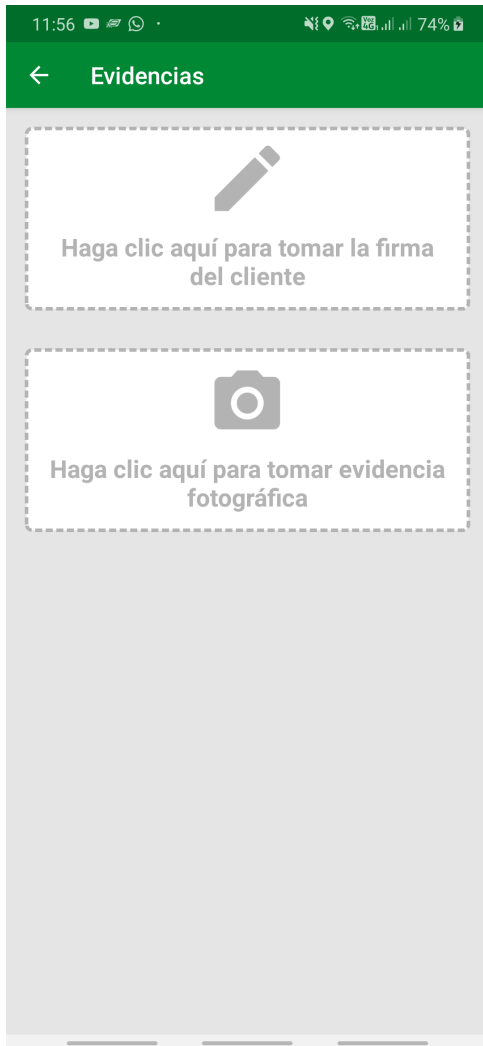 11:56 74%
Evidencias
Haga clic aquí para tomar la firma
del cliente
Haga clic aquí para tomar evidencia
fotográfica